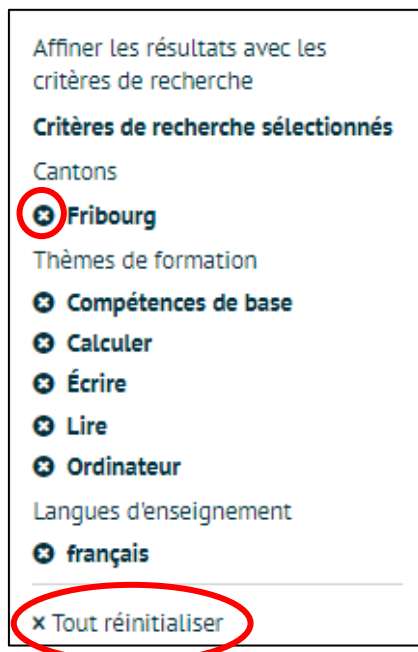 Affiner les résultats avec les
critères de recherche
Critères de recherche sélectionnés
Cantons
Fribourg
Thèmes de formation
Compétences de base
Calculer
Écrire
Lire
Ordinateur
Langues d'enseignement
français
× Tout réinitialiser